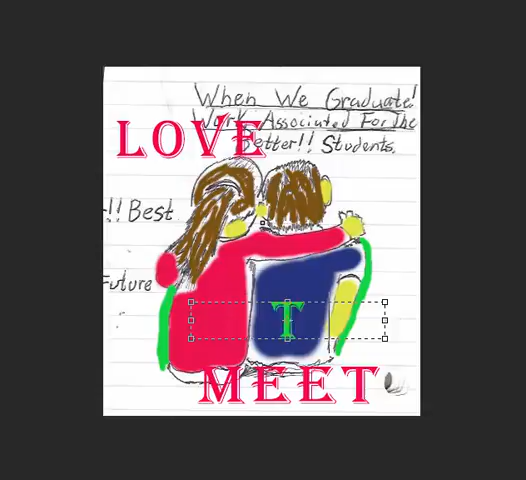 When We Graduate!
Work Associated For The
Better!! Students.
LOVE
!! Best
Future
T
MEET